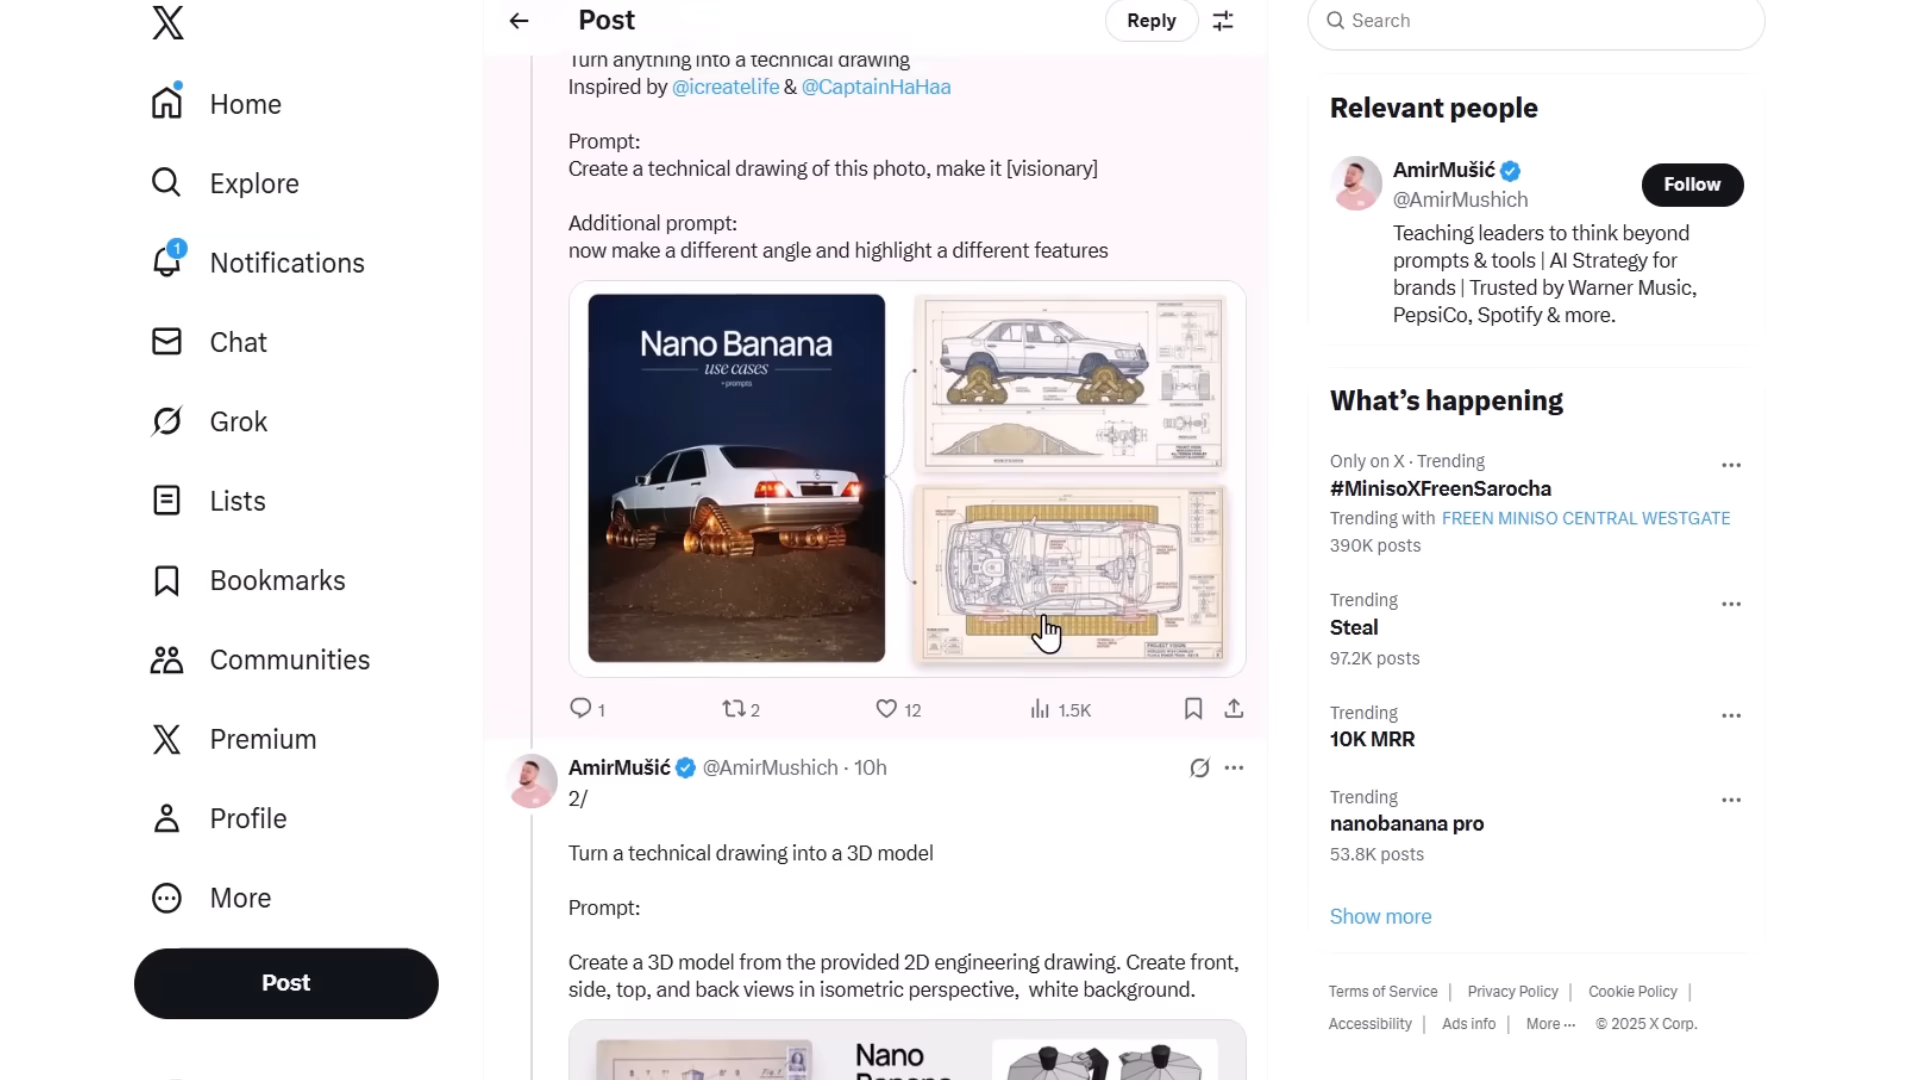 Post
Reply
Search
Home
Explore
1
Notifications
Chat
Grok
Lists
Bookmarks
Communities
Premium
Profile
More
Post
Turn anything into a technical drawing
Inspired by @icreatelife & @CaptainHaHaa
Prompt:
Create a technical drawing of this photo, make it [visionary]
Additional prompt:
now make a different angle and highlight a different features
Nano Banana
use cases
+ prompts
1
2
12
1.5K
AmirMušić @AmirMushich · 10h
2/
Turn a technical drawing into a 3D model
Prompt:
Create a 3D model from the provided 2D engineering drawing. Create front,
side, top, and back views in isometric perspective, white background.
Nano
Banana
Relevant people
AmirMušić
@AmirMushich
Follow
Teaching leaders to think beyond
prompts & tools | AI Strategy for
brands | Trusted by Warner Music,
PepsiCo, Spotify & more.
What's happening
Only on X · Trending
#MinisoXFreenSarocha
Trending with FREEN MINISO CENTRAL WESTGATE
390K posts
Trending
Steal
97.2K posts
Trending
10K MRR
Trending
nanobanana pro
53.8K posts
Show more
Terms of Service | Privacy Policy | Cookie Policy |
Accessibility | Ads info | More ··· © 2025 X Corp.